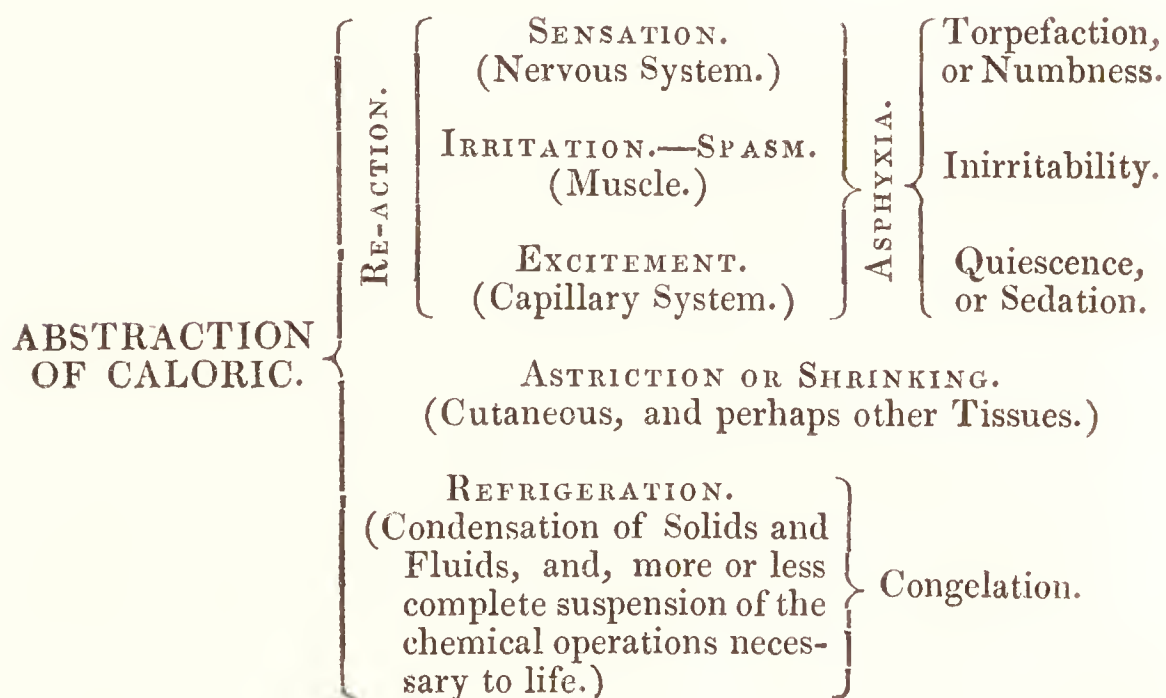 ABSTRACTION
OF CALORIC.
RE-ACTION.
SENSATION.
(Nervous System.)
IRRITATION.—SPASM.
(Muscle.)
EXCITEMENT.
(Capillary System.)
ASPHYXIA.
Torpefaction,
or Numbness.
Inirritability.
Quiescence,
or Sedation.
ASTRICTION OR SHRINKING.
(Cutaneous, and perhaps other Tissues.)
REFRIGERATION.
(Condensation of Solids and
Fluids, and, more or less
complete suspension of the
chemical operations neces-
sary to life.)
Congelation.